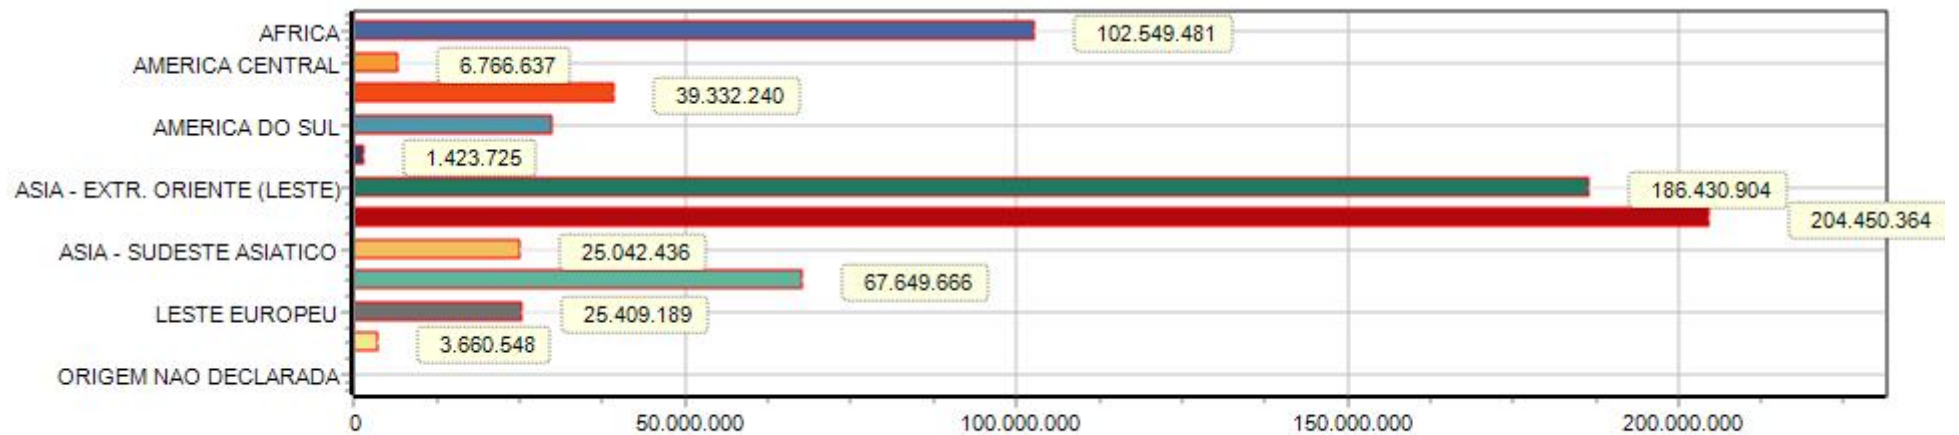 AFRICA
102.549.481
AMERICA CENTRAL
6.766.637
39.332.240
AMERICA DO SUL
1.423.725
ASIA - EXTR. ORIENTE (LESTE)
186.430.904
204.450.364
ASIA - SUDESTE ASIATICO
25.042.436
67.649.666
LESTE EUROPEU
25.409.189
3.660.548
ORIGEM NAO DECLARADA
0 50.000.000 100.000.000 150.000.000 200.000.000